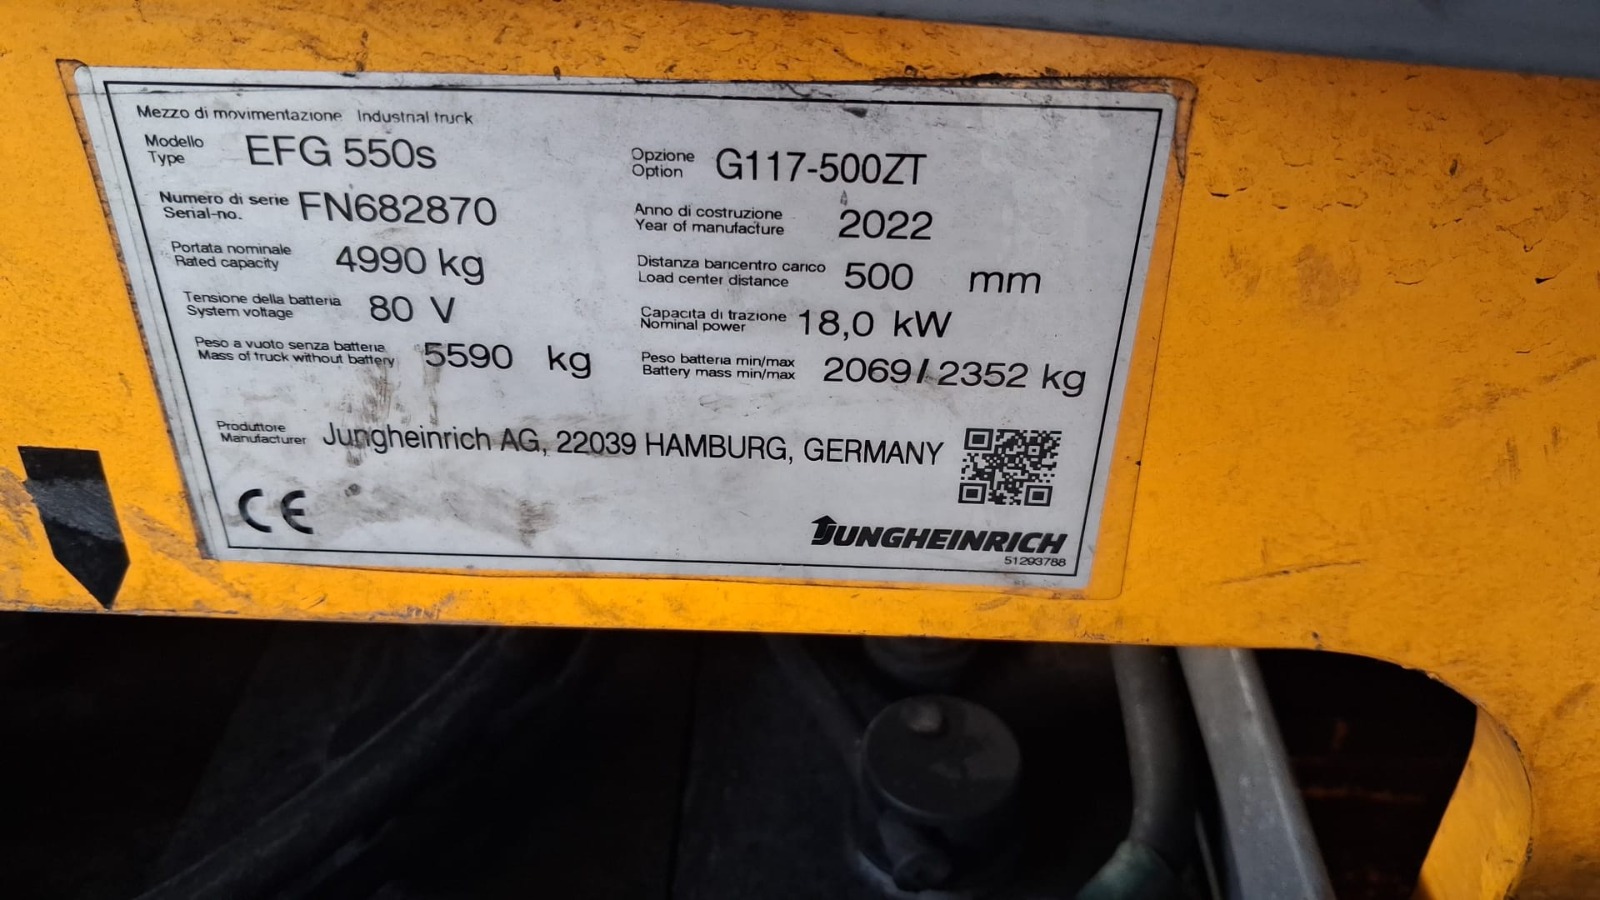 Mezzo di movimentazione Industrial truck
Modello
Type
EFG 550s
Opzione
Option
G117-500ZT
Numero di serie
Serial-no.
FN682870
Anno di costruzione
Year of manufacture
2022
Portata nominale
Rated capacity
4990 kg
Distanza baricentro carico
Load center distance
500 mm
Tensione della batteria
System voltage
80 V
Capacita di trazione
Nominal power
18,0 kW
Peso a vuoto senza batteria
Mass of truck without battery
5590 kg
Peso batteria min/max
Battery mass min/max
2069/2352 kg
Produttore
Manufacturer
Jungheinrich AG, 22039 HAMBURG, GERMANY
CE
JUNGHEINRICH
51293788